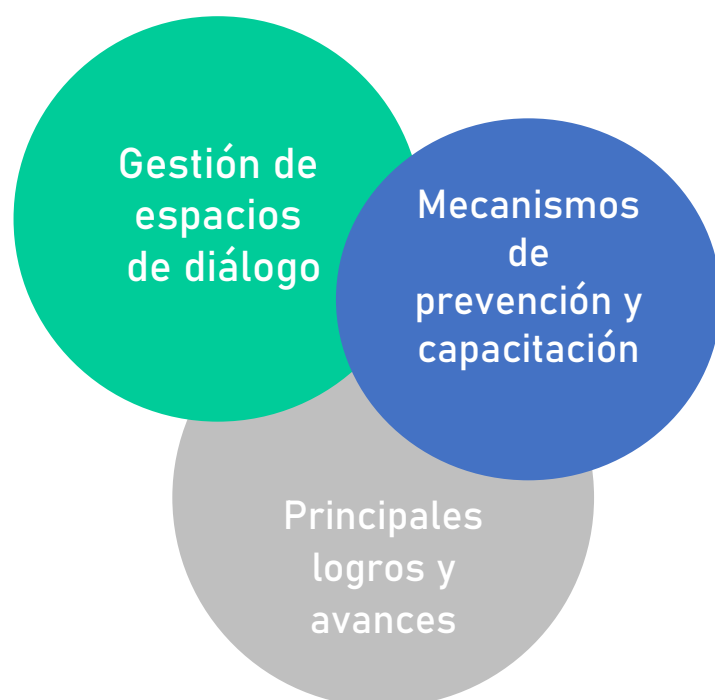 Gestión de
espacios
de diálogo
Mecanismos
de
prevención y
capacitación
Principales
logros y
avances